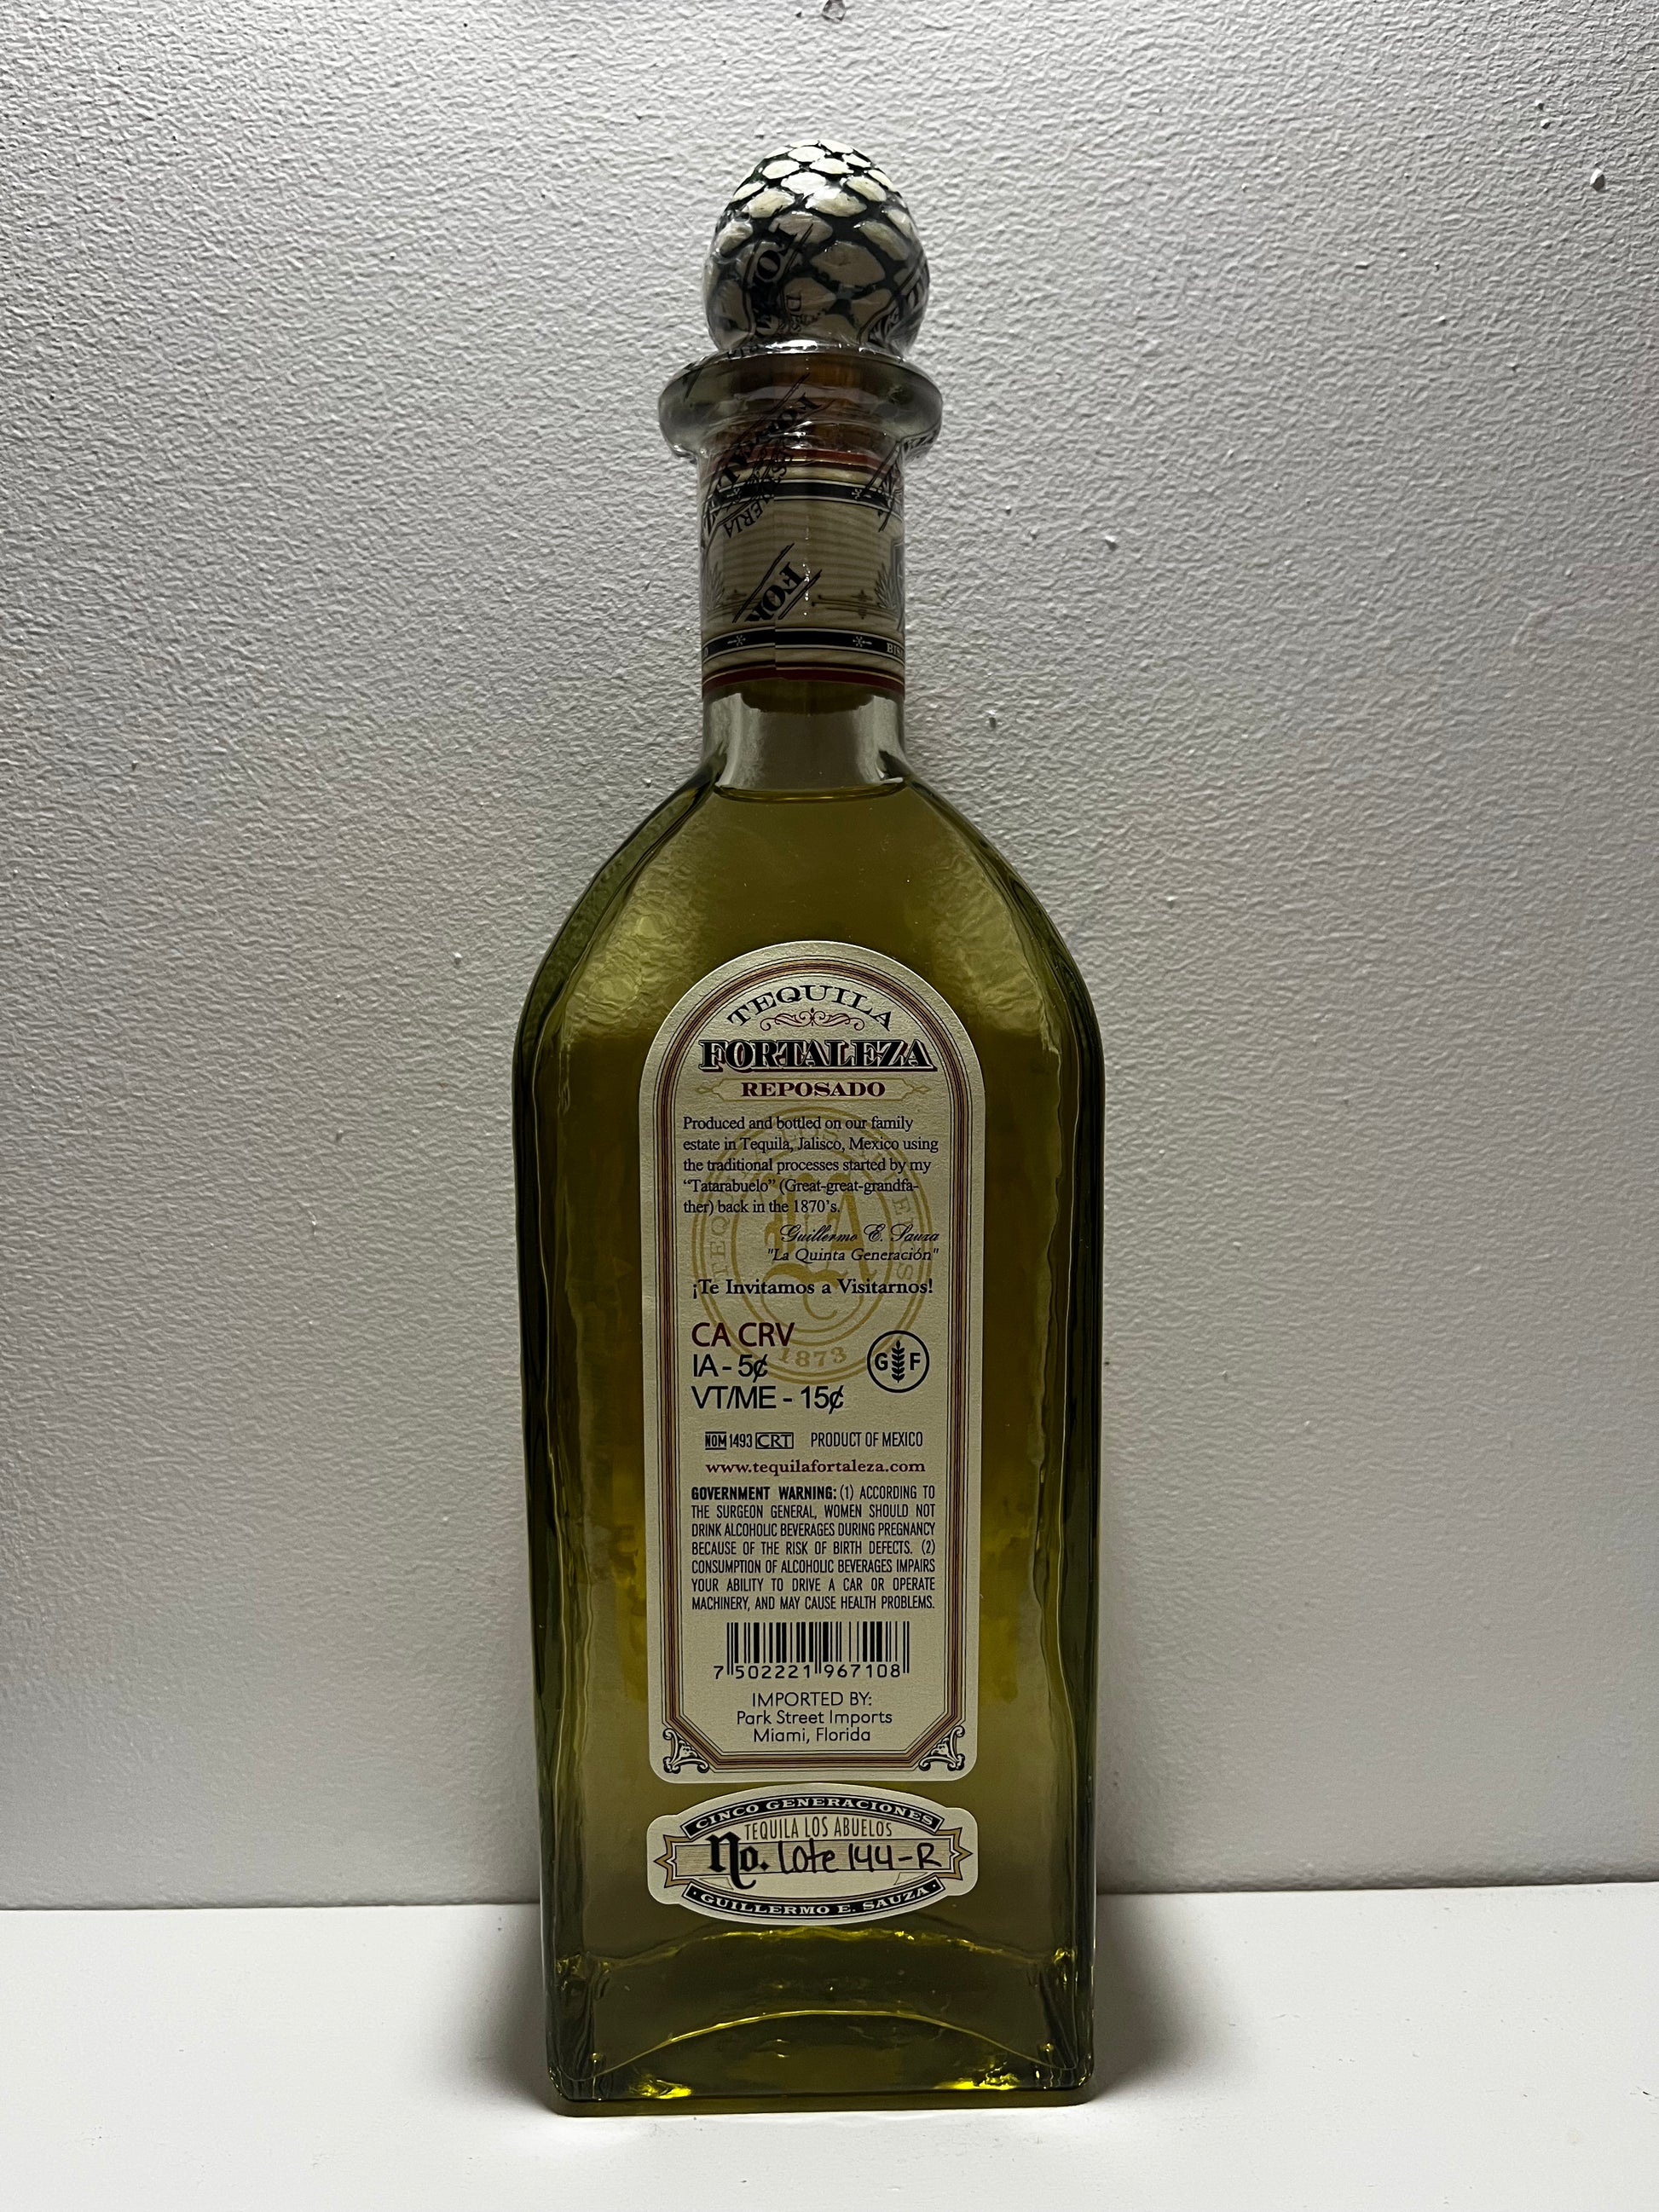 FOR
TEQUILA
FORTALEZA
REPOSADO
Produced and bottled on our family
estate in Tequila, Jalisco, Mexico using
the traditional processes started by my
“Tatarabuelo” (Great-great-grandfa-
ther) back in the 1870’s.
Guillermo E. Sauza
"La Quinta Generación"
¡Te Invitamos a Visitarnos!
CA CRV
IA - 5¢
VT/ME - 15¢
1873
G F
NOM 1493 CRT PRODUCT OF MEXICO
www.tequilafortaleza.com
GOVERNMENT WARNING: (1) ACCORDING TO
THE SURGEON GENERAL, WOMEN SHOULD NOT
DRINK ALCOHOLIC BEVERAGES DURING PREGNANCY
BECAUSE OF THE RISK OF BIRTH DEFECTS. (2)
CONSUMPTION OF ALCOHOLIC BEVERAGES IMPAIRS
YOUR ABILITY TO DRIVE A CAR OR OPERATE
MACHINERY, AND MAY CAUSE HEALTH PROBLEMS.
7 502221 967108
IMPORTED BY:
Park Street Imports
Miami, Florida
CINCO GENERACIONES
TEQUILA LOS ABUELOS
No. Lote 144-R
GUILLERMO E. SAUZA